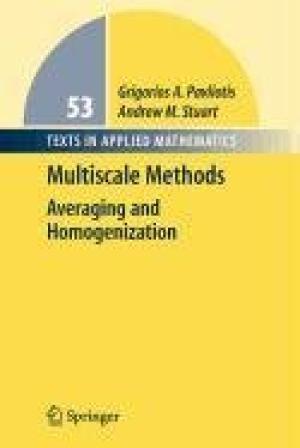 53
Grigorios A. Pavliotis
Andrew M. Stuart
TEXTS IN APPLIED MATHEMATICS
Multiscale Methods
Averaging and
Homogenization
Springer